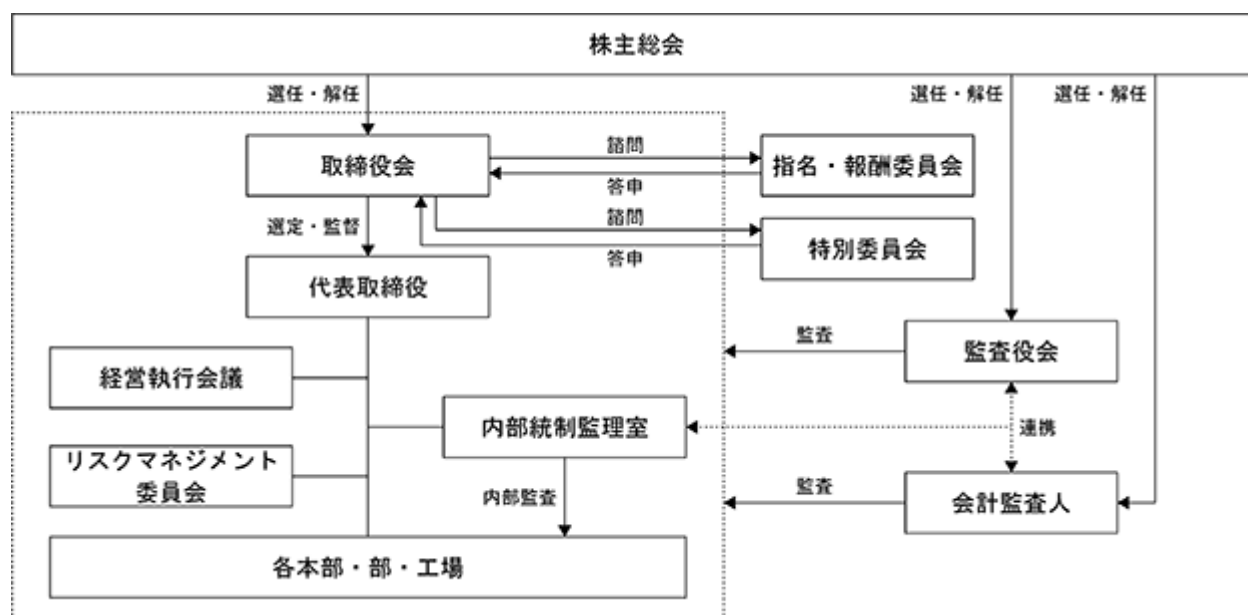 株主総会
選任・解任
選任・解任
選任・解任
取締役会
諮問
答申
指名・報酬委員会
選定・監督
諮問
答申
特別委員会
代表取締役
監査
監査役会
経営執行会議
内部統制監理室
連携
リスクマネジメント
委員会
内部監査
監査
会計監査人
各本部・部・工場